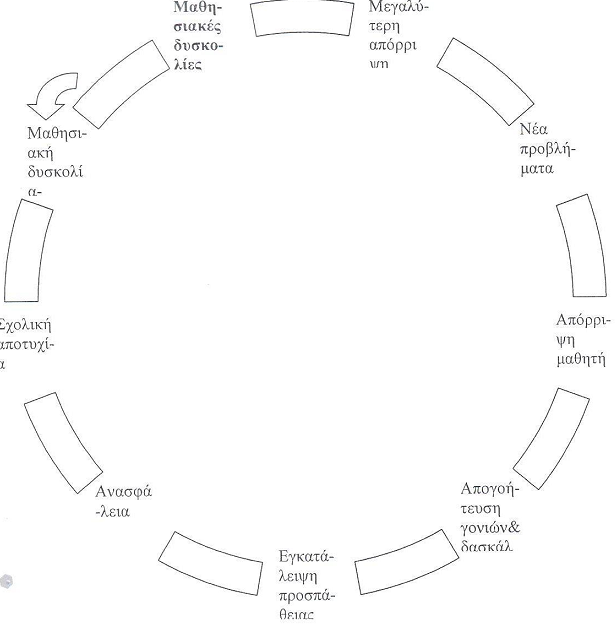 Μαθη-
σιακές
δυσκο-
λίες
Μεγαλύ-
τερη
απόρρι
ψη
Νέα
προβλή-
ματα
Απόρρι-
ψη
μαθητή
Απογοή-
τευση
γονιών&
δασκάλ
Εγκατά-
λειψη
προσπά-
θειας
Ανασφά
-λεια
Σχολική
αποτυχί-
α
Μαθησι-
ακή
δυσκολί
α-